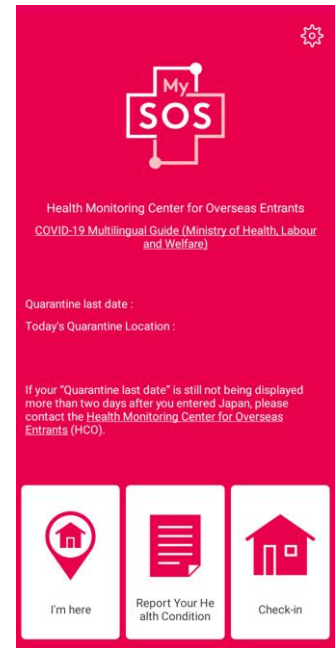 My
SOS
Health Monitoring Center for Overseas Entrants
COVID-19 Multilingual Guide (Ministry of Health, Labour
and Welfare)
Quarantine last date :
Today's Quarantine Location :
If your "Quarantine last date" is still not being displayed
more than two days after you entered Japan, please
contact the Health Monitoring Center for Overseas
Entrants (HCO).
I'm here
Report Your He
alth Condition
Check-in